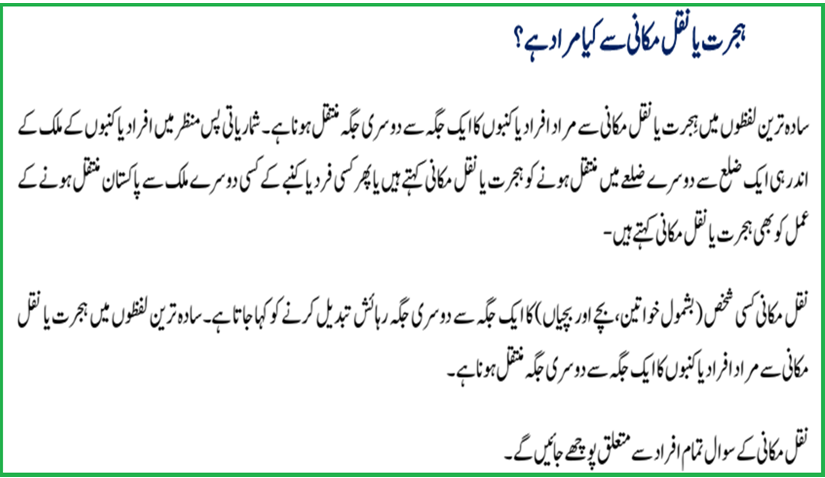 ہجرت یا نقل مکانی سے کیا مراد ہے؟
سادہ ترین لفظوں میں ہِجرت یا نقل مکانی سے مراد افراد یا کنبوں کا ایک جگہ سے دوسری جگہ منتقل ہونا ہے۔ شماریاتی پس منظر میں افراد یا کنبوں کے ملک کے
اندر ہی ایک ضلع سے دوسرے ضلعے میں منتقل ہونے کو ہجرت یا نقل مکانی کہتے ہیں یا پھر کسی فرد یا کنبے کے کسی دوسرے ملک سے پاکستان منتقل ہونے کے
عمل کو بھی ہجرت یا نقل مکانی کہتے ہیں-
نقل مکانی کسی شخص (بشمول خواتین، بچے اور بچیاں) کا ایک جگہ سے دوسری جگہ رہائش تبدیل کرنے کو کہا جاتا ہے۔ سادہ ترین لفظوں میں ہجرت یا نقل
مکانی سے مراد افراد یا کنبوں کا ایک جگہ سے دوسری جگہ منتقل ہونا ہے۔
نقل مکانی کے سوال تمام افراد سے متعلق پوچھے جائیں گے۔